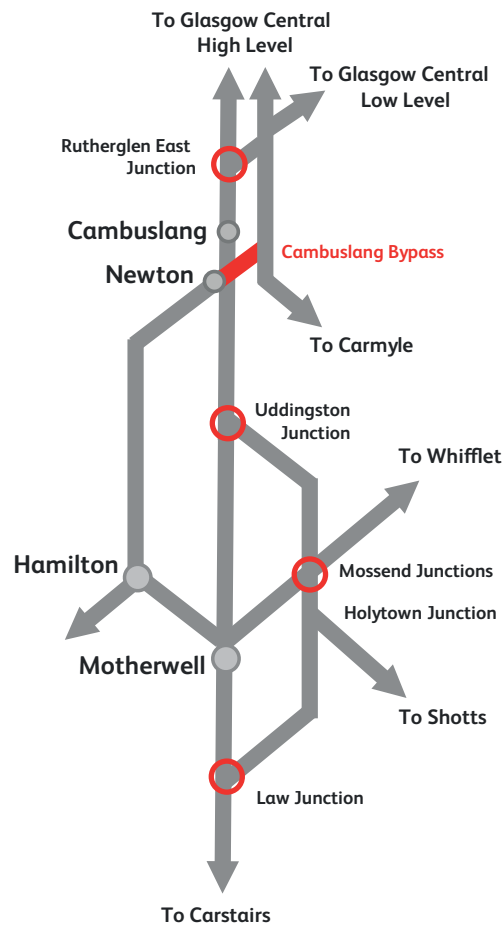 To Glasgow Central
High Level
To Glasgow Central
Low Level
Rutherglen East
Junction
Cambuslang
Cambuslang Bypass
Newton
To Carmyle
Uddingston
Junction
To Whifflet
Hamilton
Mossend Junctions
Holytown Junction
Motherwell
To Shotts
Law Junction
To Carstairs